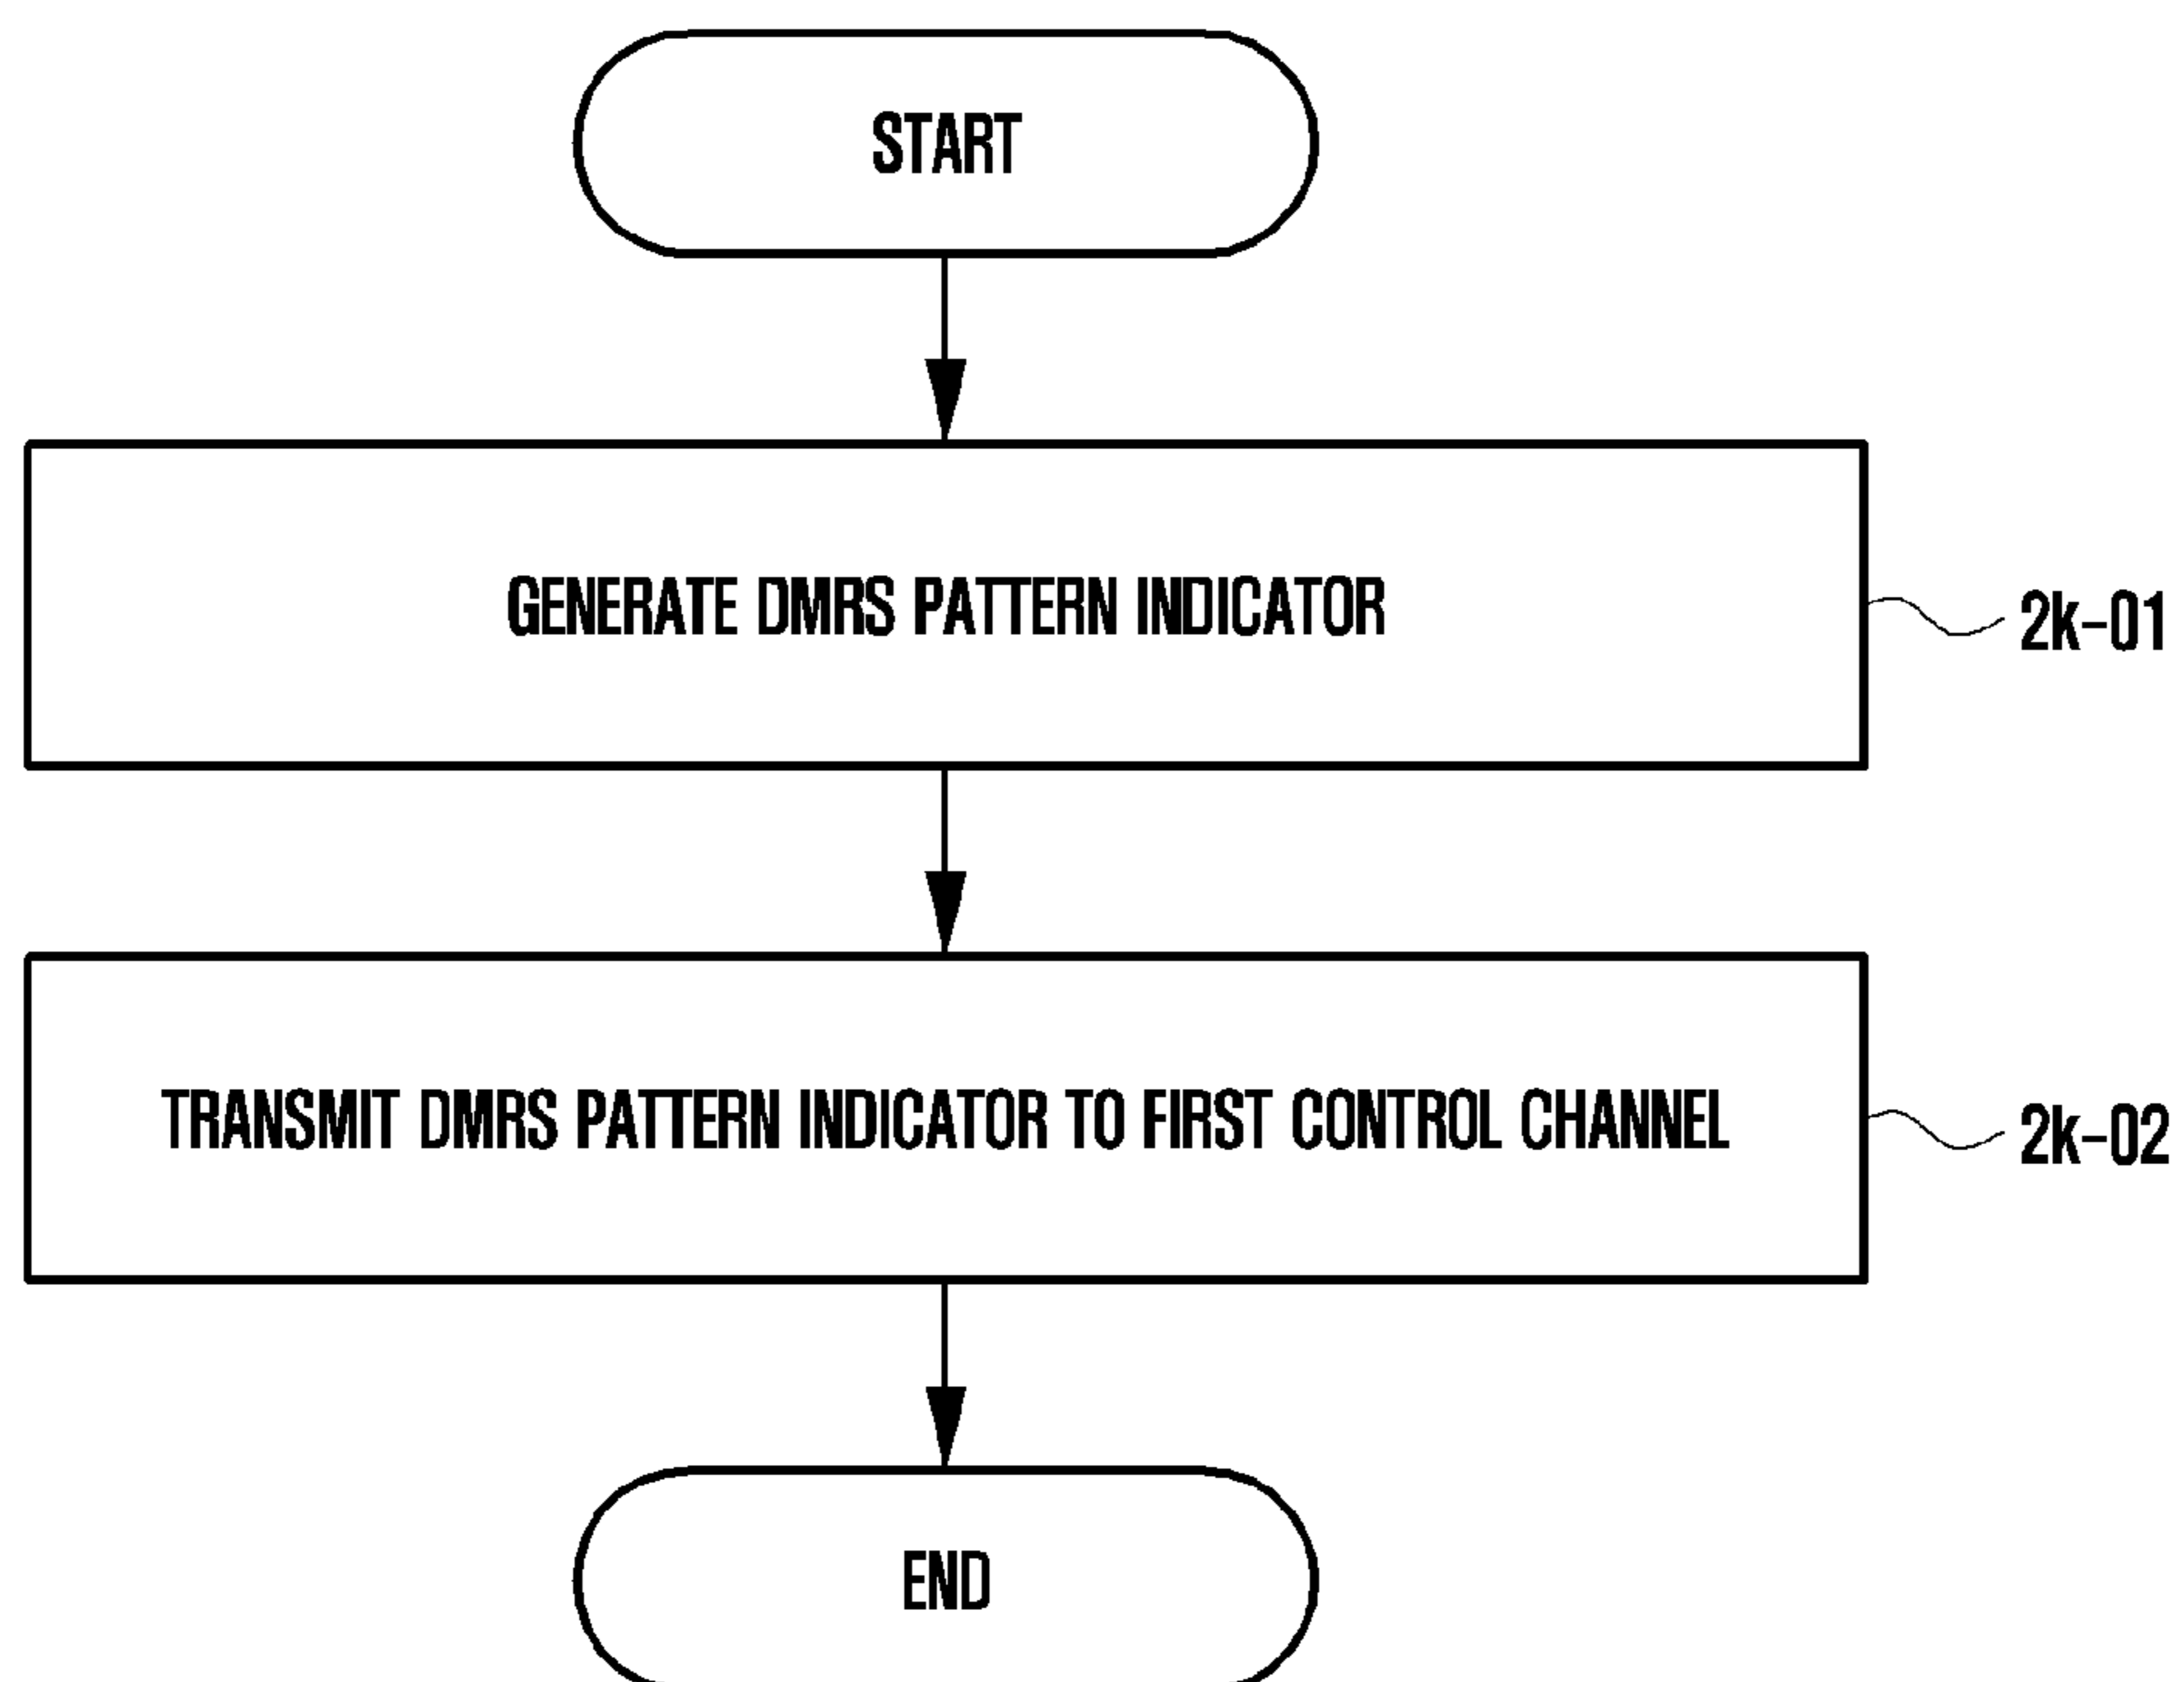 START
GENERATE DMRS PATTERN INDICATOR
2k-01
TRANSMIT DMRS PATTERN INDICATOR TO FIRST CONTROL CHANNEL
2k-02
END